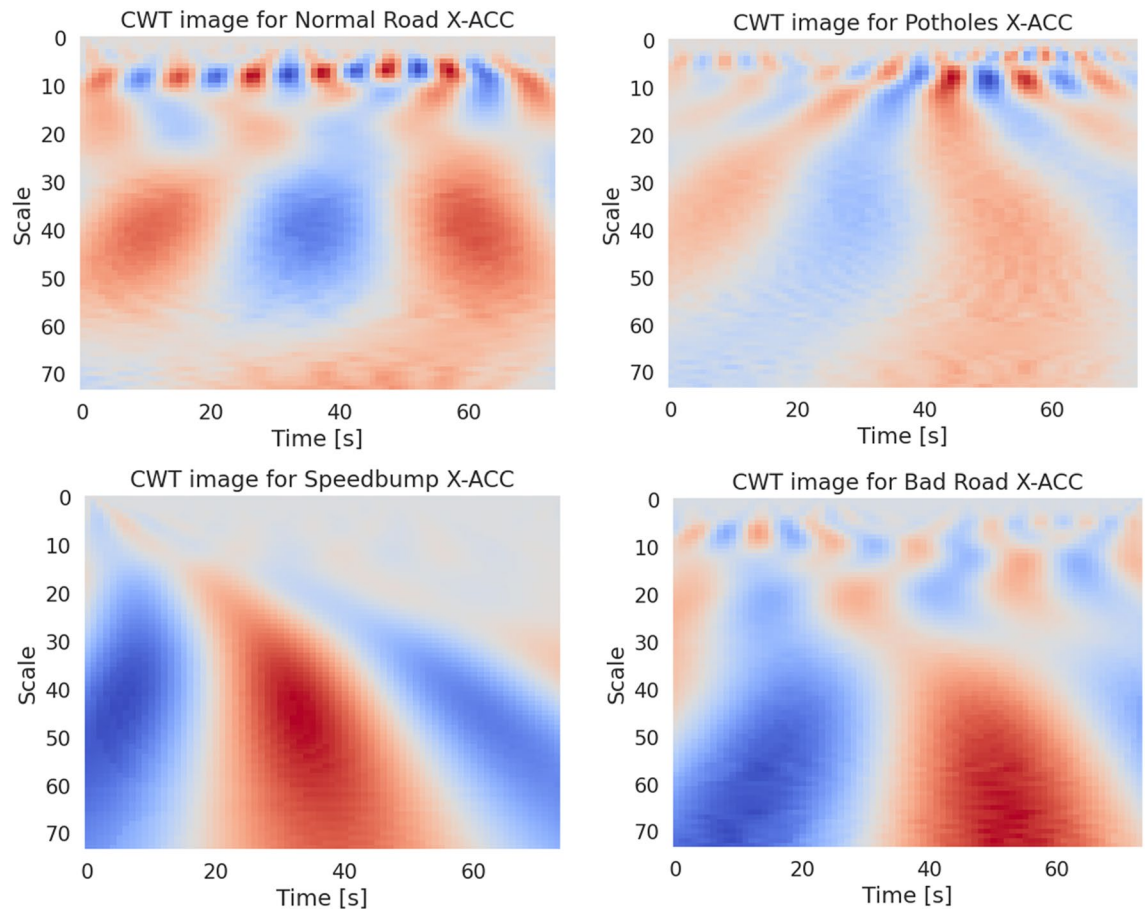 CWT image for Normal Road X-ACC
0
10
20
30
40
50
60
70
Scale
0 20 40 60
Time [s]
CWT image for Potholes X-ACC
0
10
20
30
40
50
60
70
Scale
0 20 40 60
Time [s]
CWT image for Speedbump X-ACC
0
10
20
30
40
50
60
70
Scale
0 20 40 60
Time [s]
CWT image for Bad Road X-ACC
0
10
20
30
40
50
60
70
Scale
0 20 40 60
Time [s]